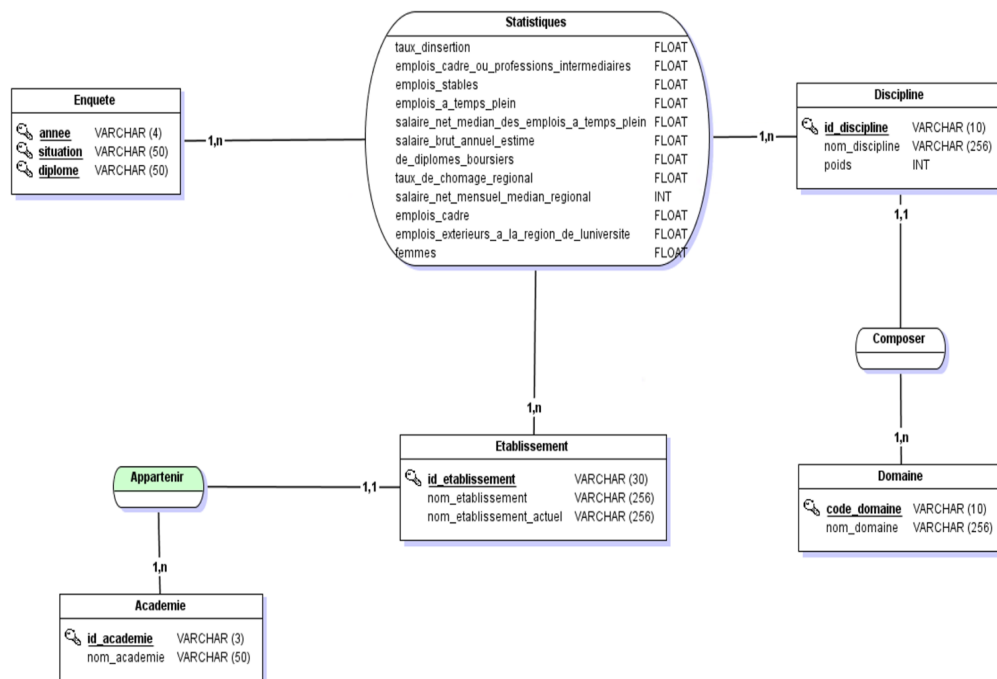 Statistiques
taux_dinsertion FLOAT
emplois_cadre_ou_professions_intermediaires FLOAT
emplois_stables FLOAT
emplois_a_temps_plein FLOAT
salaire_net_median_des_emplois_a_temps_plein FLOAT
salaire_brut_annuel_estime FLOAT
de_diplomes_boursiers FLOAT
taux_de_chomage_regional FLOAT
salaire_net_mensuel_median_regional INT
emplois_cadre FLOAT
emplois_exterieurs_a_la_region_de_luniversite FLOAT
femmes FLOAT
Enquete
annee VARCHAR (4)
situation VARCHAR (50)
diplome VARCHAR (50)
1,n
1,n
Discipline
id_discipline VARCHAR (10)
nom_discipline VARCHAR (256)
poids INT
1,1
Composer
1,n
1,n
Etablissement
id_etablissement VARCHAR (30)
nom_etablissement VARCHAR (256)
nom_etablissement_actuel VARCHAR (256)
Domaine
code_domaine VARCHAR (10)
nom_domaine VARCHAR (256)
Appartenir
1,1
1,n
Academie
id_academie VARCHAR (3)
nom_academie VARCHAR (50)